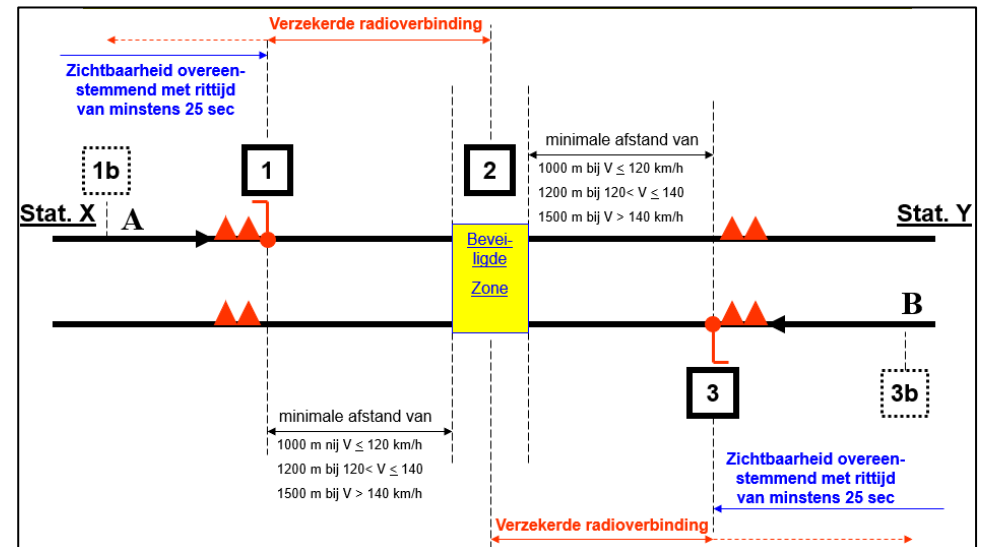 Verzekerde radioverbinding
Zichtbaarheid overeen-
stemmend met rittijd
van minstens 25 sec
1b
1
2
minimale afstand van
1000 m bij V ≤ 120 km/h
1200 m bij 120< V ≤ 140
1500 m bij V > 140 km/h
Stat. X
A
Stat. Y
Bevei-
ligde
Zone
B
3
3b
minimale afstand van
1000 m nij V ≤ 120 km/h
1200 m bij 120< V ≤ 140
1500 m bij V > 140 km/h
Zichtbaarheid overeen-
stemmend met rittijd
van minstens 25 sec
Verzekerde radioverbinding